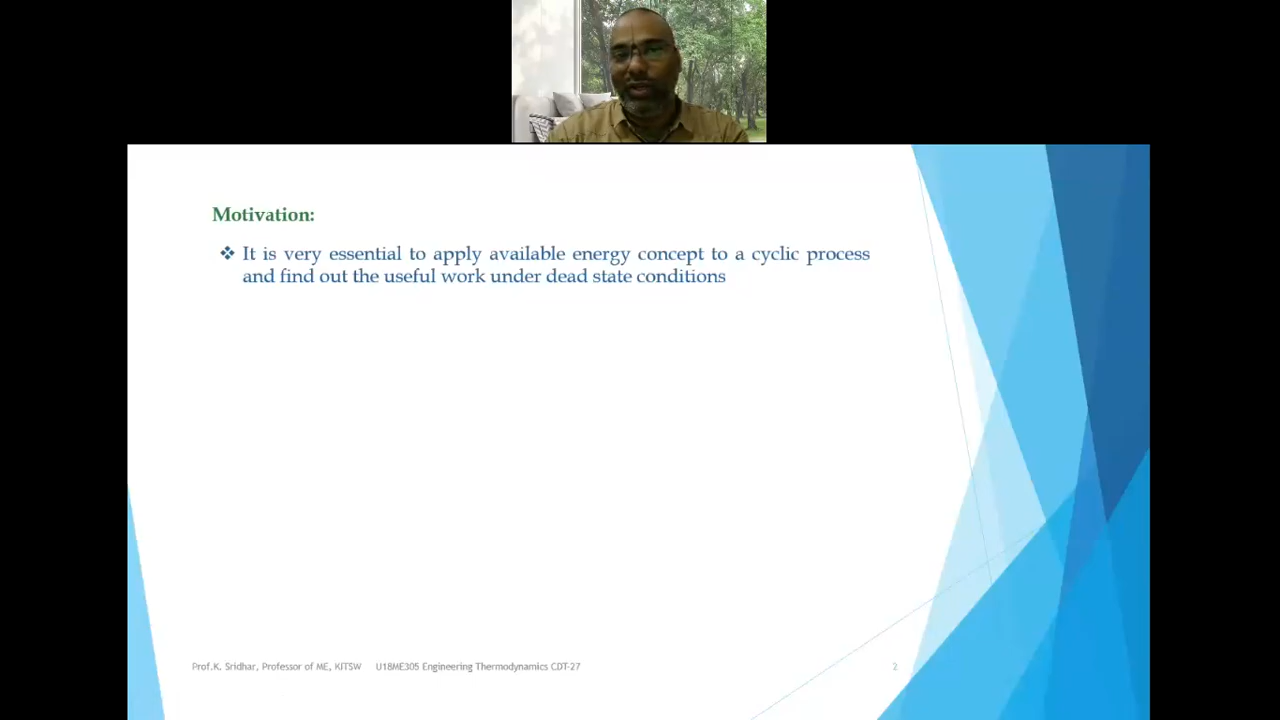 Motivation:
❖ It is very essential to apply available energy concept to a cyclic process
and find out the useful work under dead state conditions
Prof.K. Sridhar, Professor of ME, KITSW U18ME305 Engineering Thermodynamics CDT-27
2